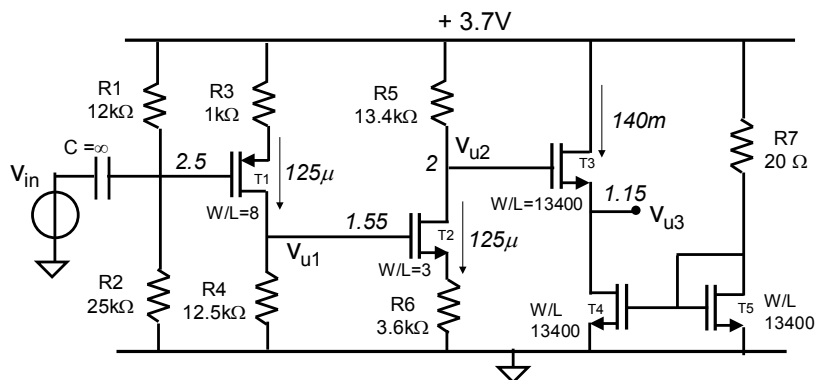 + 3.7V
R1
12kΩ
R3
1kΩ
R5
13.4kΩ
R7
20 Ω
C =∞
v_in
2.5
T1
125μ
W/L=8
v_u1
1.55
2
v_u2
T2
W/L=3
125μ
140m
T3
W/L=13400
1.15
v_u3
R2
25kΩ
R4
12.5kΩ
R6
3.6kΩ
W/L
13400
T4
T5
W/L
13400